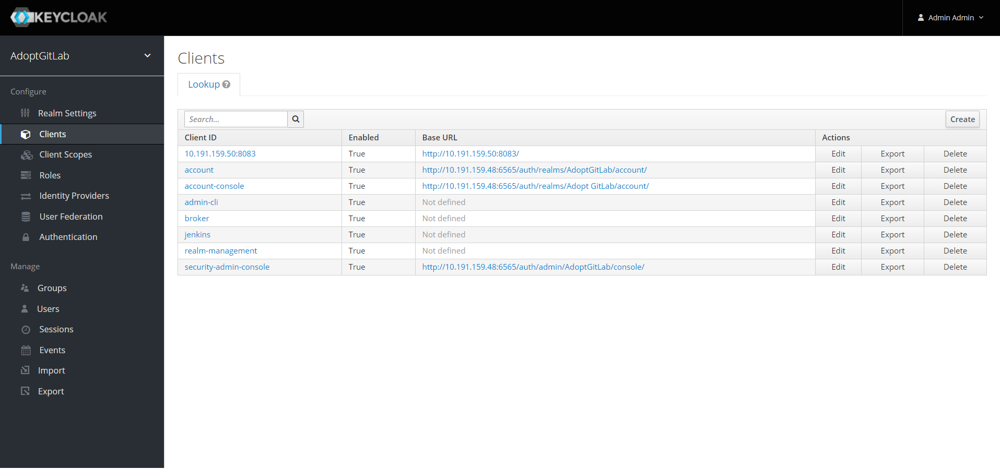 KEYCLOAK
Admin Admin
AdoptGitLab
Configure
Realm Settings
Clients
Client Scopes
Roles
Identity Providers
User Federation
Authentication
Manage
Groups
Users
Sessions
Events
Import
Export
Clients
Lookup ?
Search...
Create
Client ID Enabled Base URL Actions
10.191.159.50:8083 True http://10.191.159.50:8083/ Edit Export Delete
account True http://10.191.159.48:6565/auth/realms/AdoptGitLab/account/ Edit Export Delete
account-console True http://10.191.159.48:6565/auth/realms/Adopt GitLab/account/ Edit Export Delete
admin-cli True Not defined Edit Export Delete
broker True Not defined Edit Export Delete
jenkins True Not defined Edit Export Delete
realm-management True Not defined Edit Export Delete
security-admin-console True http://10.191.159.48:6565/auth/admin/AdoptGitLab/console/ Edit Export Delete